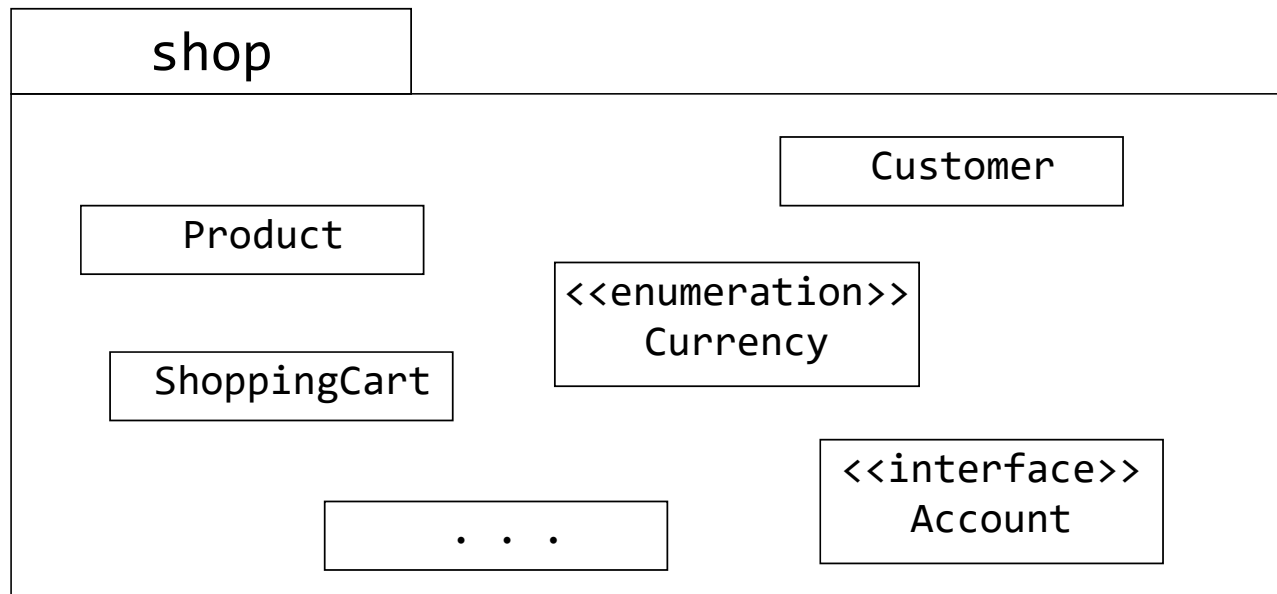 shop
Customer
Product
<<enumeration>>
Currency
ShoppingCart
<<interface>>
Account
. . .